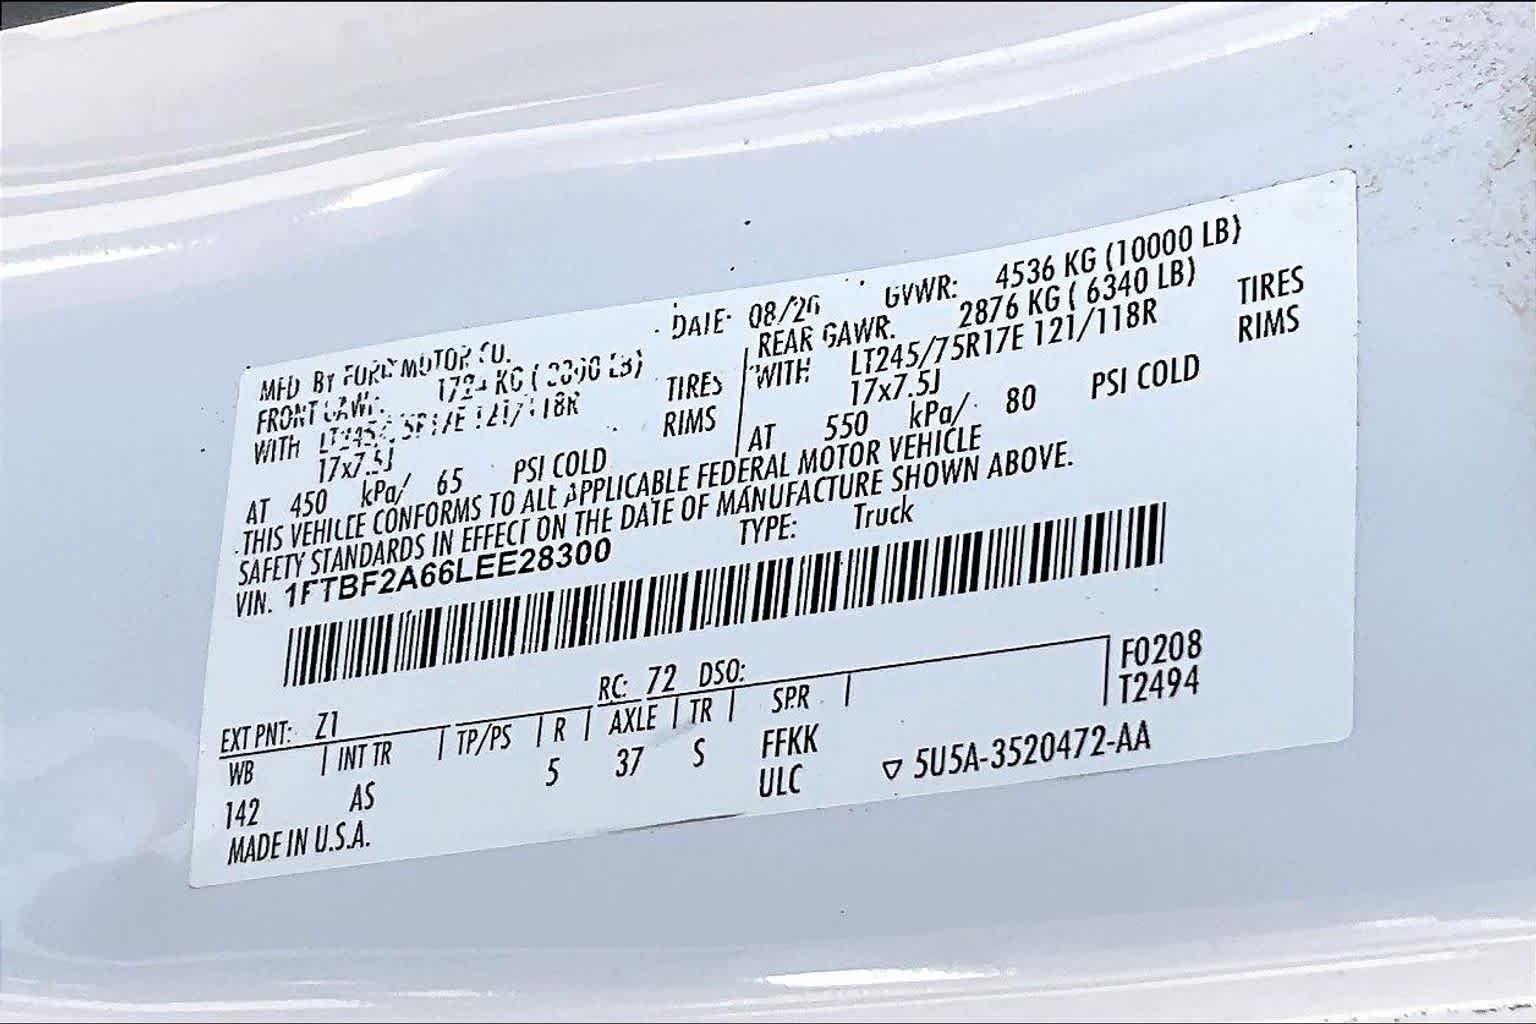 MFD BY FORD MOTOR CO. DATE: 08/20 GVWR: 4536 KG (10000 LB)
FRONT GAWR: KG ( LB) REAR GAWR: 2876 KG ( 6340 LB)
WITH TIRES WITH LT245/75R17E 121/118R TIRES
17x7.5J RIMS 17x7.5J RIMS
AT 450 kPa/ 65 PSI COLD AT 550 kPa/ 80 PSI COLD
THIS VEHICLE CONFORMS TO ALL APPLICABLE FEDERAL MOTOR VEHICLE
SAFETY STANDARDS IN EFFECT ON THE DATE OF MANUFACTURE SHOWN ABOVE.
VIN. 1FTBF2A66LEE28300 TYPE: Truck
EXT PNT: Z1 RC: 72 DSO: F0208
WB INT TR TP/PS R AXLE TR SPR T2494
142 AS 5 37 S FFKK
ULC ▽ 5U5A-3520472-AA
MADE IN U.S.A.